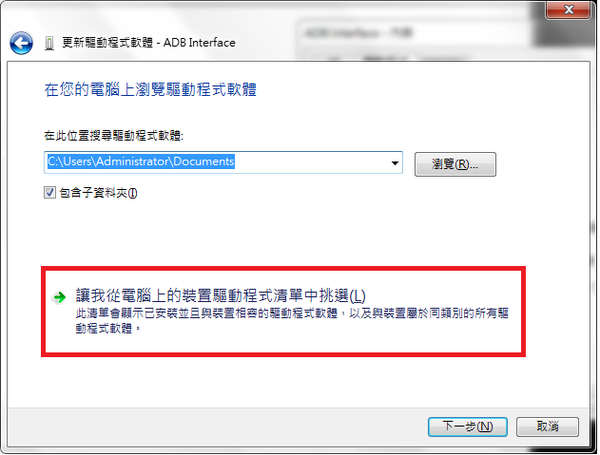 更新驅動程式軟體 - ADB Interface
在您的電腦上瀏覽驅動程式軟體
在此位置搜尋驅動程式軟體:
C:\Users\Administrator\Documents
瀏覽(R)...
包含子資料夾(I)
讓我從電腦上的裝置驅動程式清單中挑選(L)
此清單會顯示已安裝並且與裝置相容的驅動程式軟體，以及與裝置屬於同類別的所有驅
動程式軟體。
下一步(N)
取消